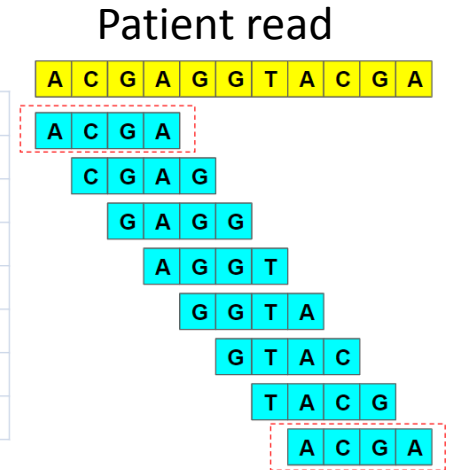 Patient read
A C G A G G T A C G A
A C G A
C G A G
G A G G
A G G T
G G T A
G T A C
T A C G
A C G A